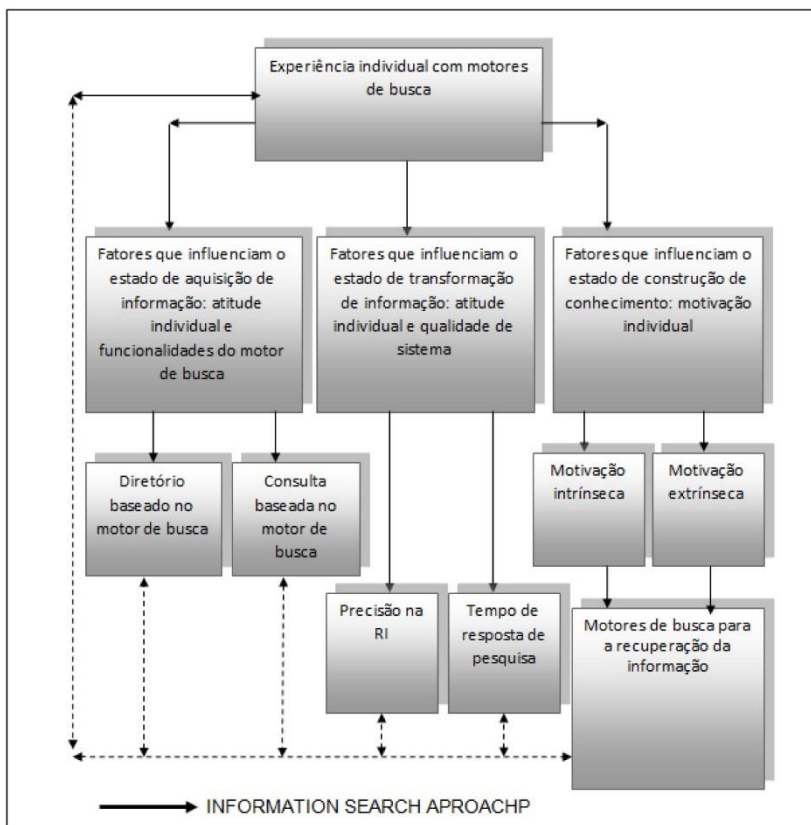 Experiência individual com motores
de busca
Fatores que influenciam o
estado de aquisição de
informação: atitude
individual e
funcionalidades do motor
de busca
Fatores que influenciam o
estado de transformação
de informação: atitude
individual e qualidade de
sistema
Fatores que influenciam o
estado de construção de
conhecimento: motivação
individual
Diretório
baseado no
motor de busca
Consulta
baseada no
motor de
busca
Motivação
intrínseca
Motivação
extrínseca
Precisão na
RI
Tempo de
resposta de
pesquisa
Motores de busca para
a recuperação da
informação
INFORMATION SEARCH APROACHP